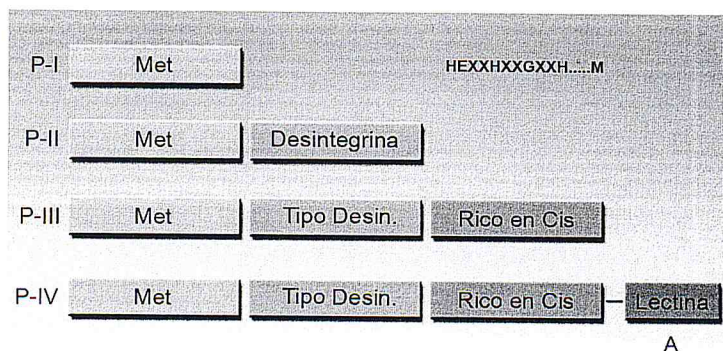 P-I Met HEXXHXXGXXH.....M
P-II Met Desintegrina
P-III Met Tipo Desin. Rico en Cis
P-IV Met Tipo Desin. Rico en Cis Lectina
A